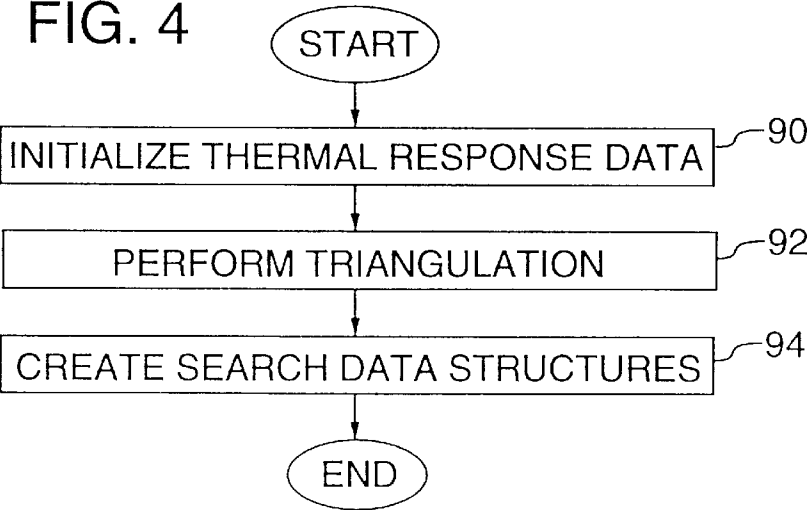 FIG. 4
START
INITIALIZE THERMAL RESPONSE DATA
90
PERFORM TRIANGULATION
92
CREATE SEARCH DATA STRUCTURES
94
END